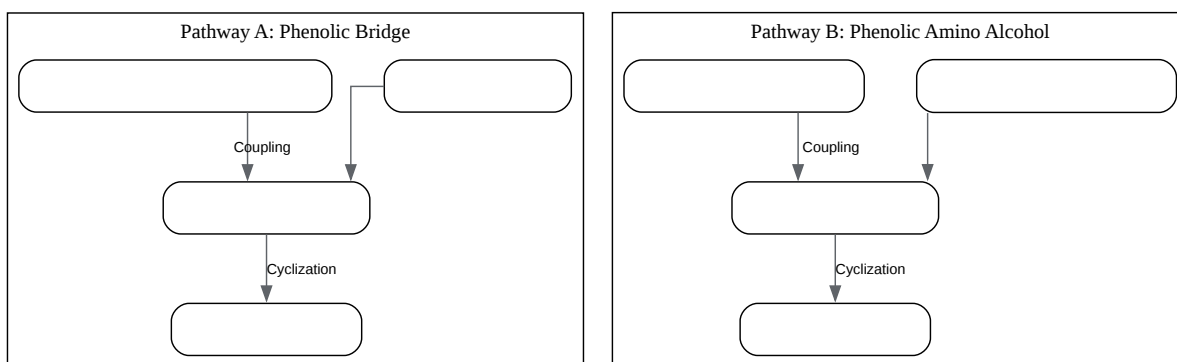 Pathway A: Phenolic Bridge
Coupling
Cyclization
Pathway B: Phenolic Amino Alcohol
Coupling
Cyclization